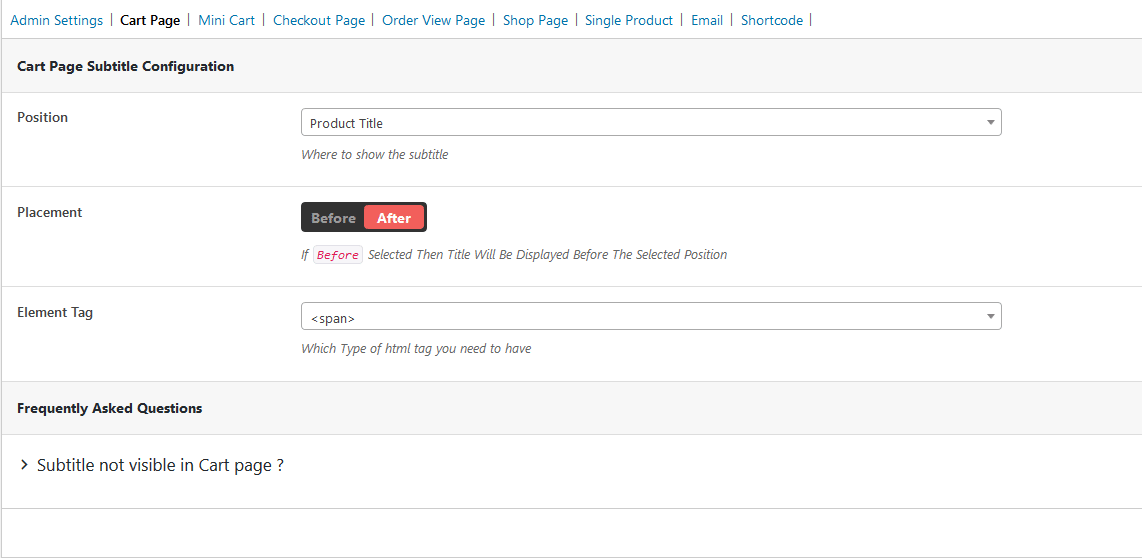 Admin Settings | Cart Page | Mini Cart | Checkout Page | Order View Page | Shop Page | Single Product | Email | Shortcode |
Cart Page Subtitle Configuration
Position
Product Title
Where to show the subtitle
Placement
Before After
If Before Selected Then Title Will Be Displayed Before The Selected Position
Element Tag
<span>
Which Type of html tag you need to have
Frequently Asked Questions
Subtitle not visible in Cart page ?